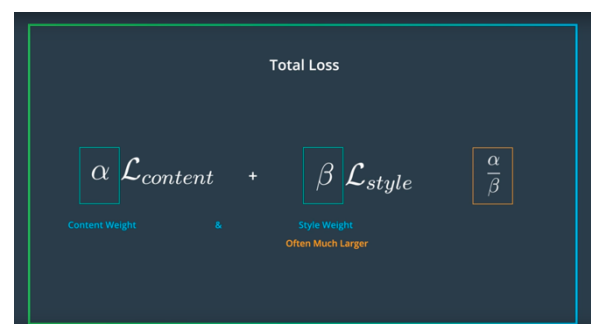 Total Loss
α ℒcontent + β ℒstyle α/β
Content Weight & Style Weight
Often Much Larger